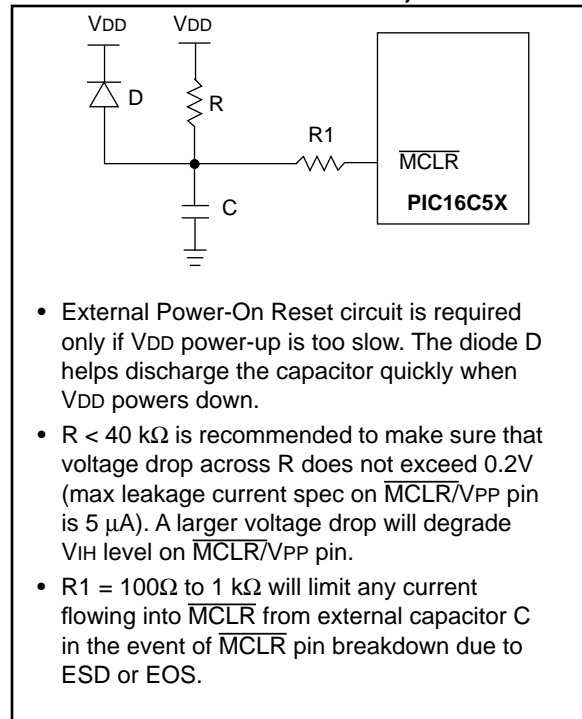 VDD VDD
D
R
R1
MCLR
PIC16C5X
C
• External Power-On Reset circuit is required
only if VDD power-up is too slow. The diode D
helps discharge the capacitor quickly when
VDD powers down.
• R < 40 kΩ is recommended to make sure that
voltage drop across R does not exceed 0.2V
(max leakage current spec on MCLR/VPP pin
is 5 μA). A larger voltage drop will degrade
VIH level on MCLR/VPP pin.
• R1 = 100Ω to 1 kΩ will limit any current
flowing into MCLR from external capacitor C
in the event of MCLR pin breakdown due to
ESD or EOS.